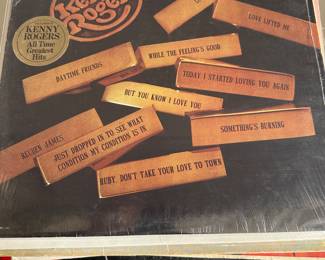 Kenny
Rogers
KENNY
ROGERS
All Time
Greatest
Hits
LOVE LIFTED ME
WHILE THE FEELING'S GOOD
DAYTIME FRIENDS
TODAY I STARTED LOVING YOU AGAIN
BUT YOU KNOW I LOVE YOU
SOMETHING'S BURNING
REUBEN JAMES
JUST DROPPED IN TO SEE WHAT
CONDITION MY CONDITION IS IN
RUBY, DON'T TAKE YOUR LOVE TO TOWN